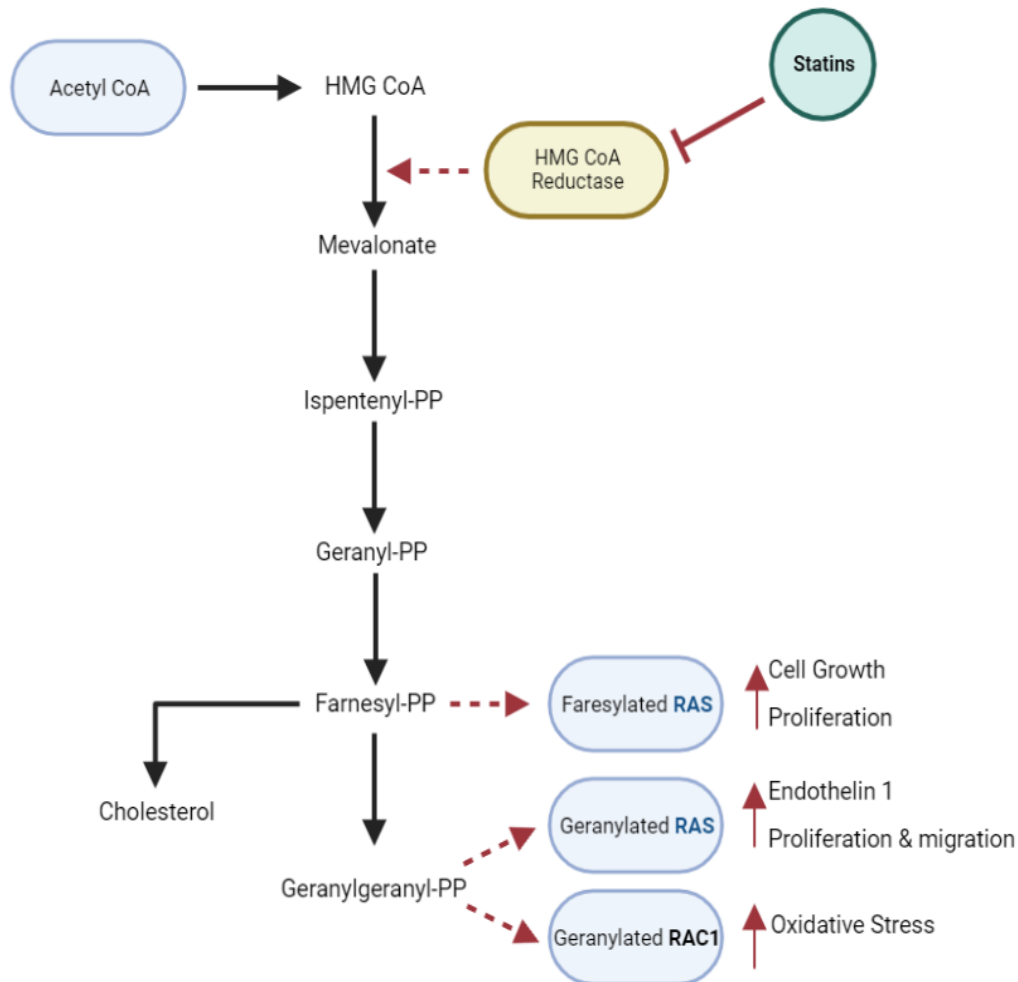 Acetyl CoA
HMG CoA
Statins
HMG CoA
Reductase
Mevalonate
Ispentenyl-PP
Geranyl-PP
Farnesyl-PP
Faresylated RAS
Cell Growth
Proliferation
Cholesterol
Geranylated RAS
Endothelin 1
Proliferation & migration
Geranylgeranyl-PP
Geranylated RAC1
Oxidative Stress